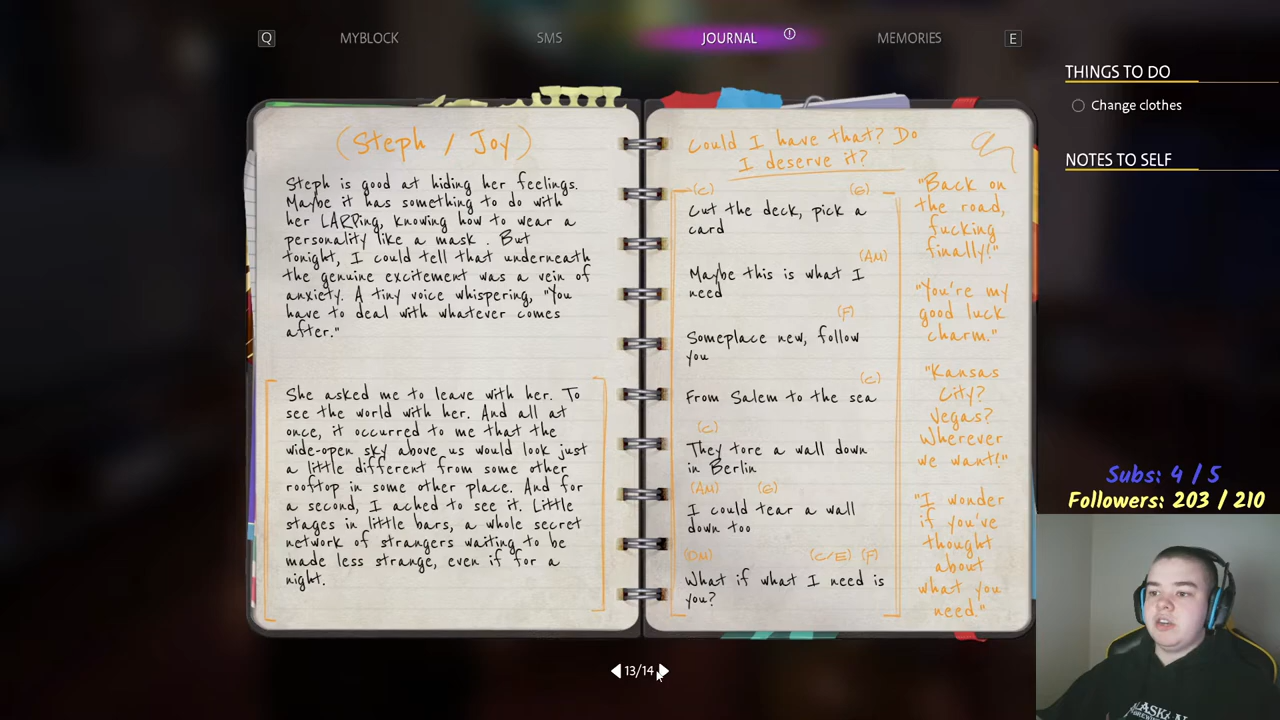 Q
MYBLOCK
SMS
JOURNAL
MEMORIES
E
THINGS TO DO
Change clothes
NOTES TO SELF
(Steph / Joy)
Steph is good at hiding her feelings.
Maybe it has something to do with
her LARPing, knowing how to wear a
personality like a mask. But
tonight, I could tell that underneath
the genuine excitement was a vein of
anxiety. A tiny voice whispering, "You
have to deal with whatever comes
after."
She asked me to leave with her. To
see the world with her. And all at
once, it occurred to me that the
wide-open sky above us would look just
a little different from some other
rooftop in some other place. And for
a second, I ached to see it. Little
stages in little bars, a whole secret
network of strangers waiting to be
made less strange, even if for a
night.
Could I have that? Do
I deserve it?
(C) (G)
Cut the deck, pick a
card
(AM)
Maybe this is what I
need
(F)
Someplace new, follow
you
(C)
From Salem to the sea
(C)
They tore a wall down
in Berlin
(AM) (G)
I could tear a wall
down too
(DM) (C/E) (F)
What if what I need is
you?
"Back on
the road,
fucking
finally!"
"You're my
good luck
charm."
"Kansas
City?
Vegas?
Wherever
we want!"
"I wonder
if you've
thought
about
what you
need."
13/14
Subs: 4 / 5
Followers: 203 / 210